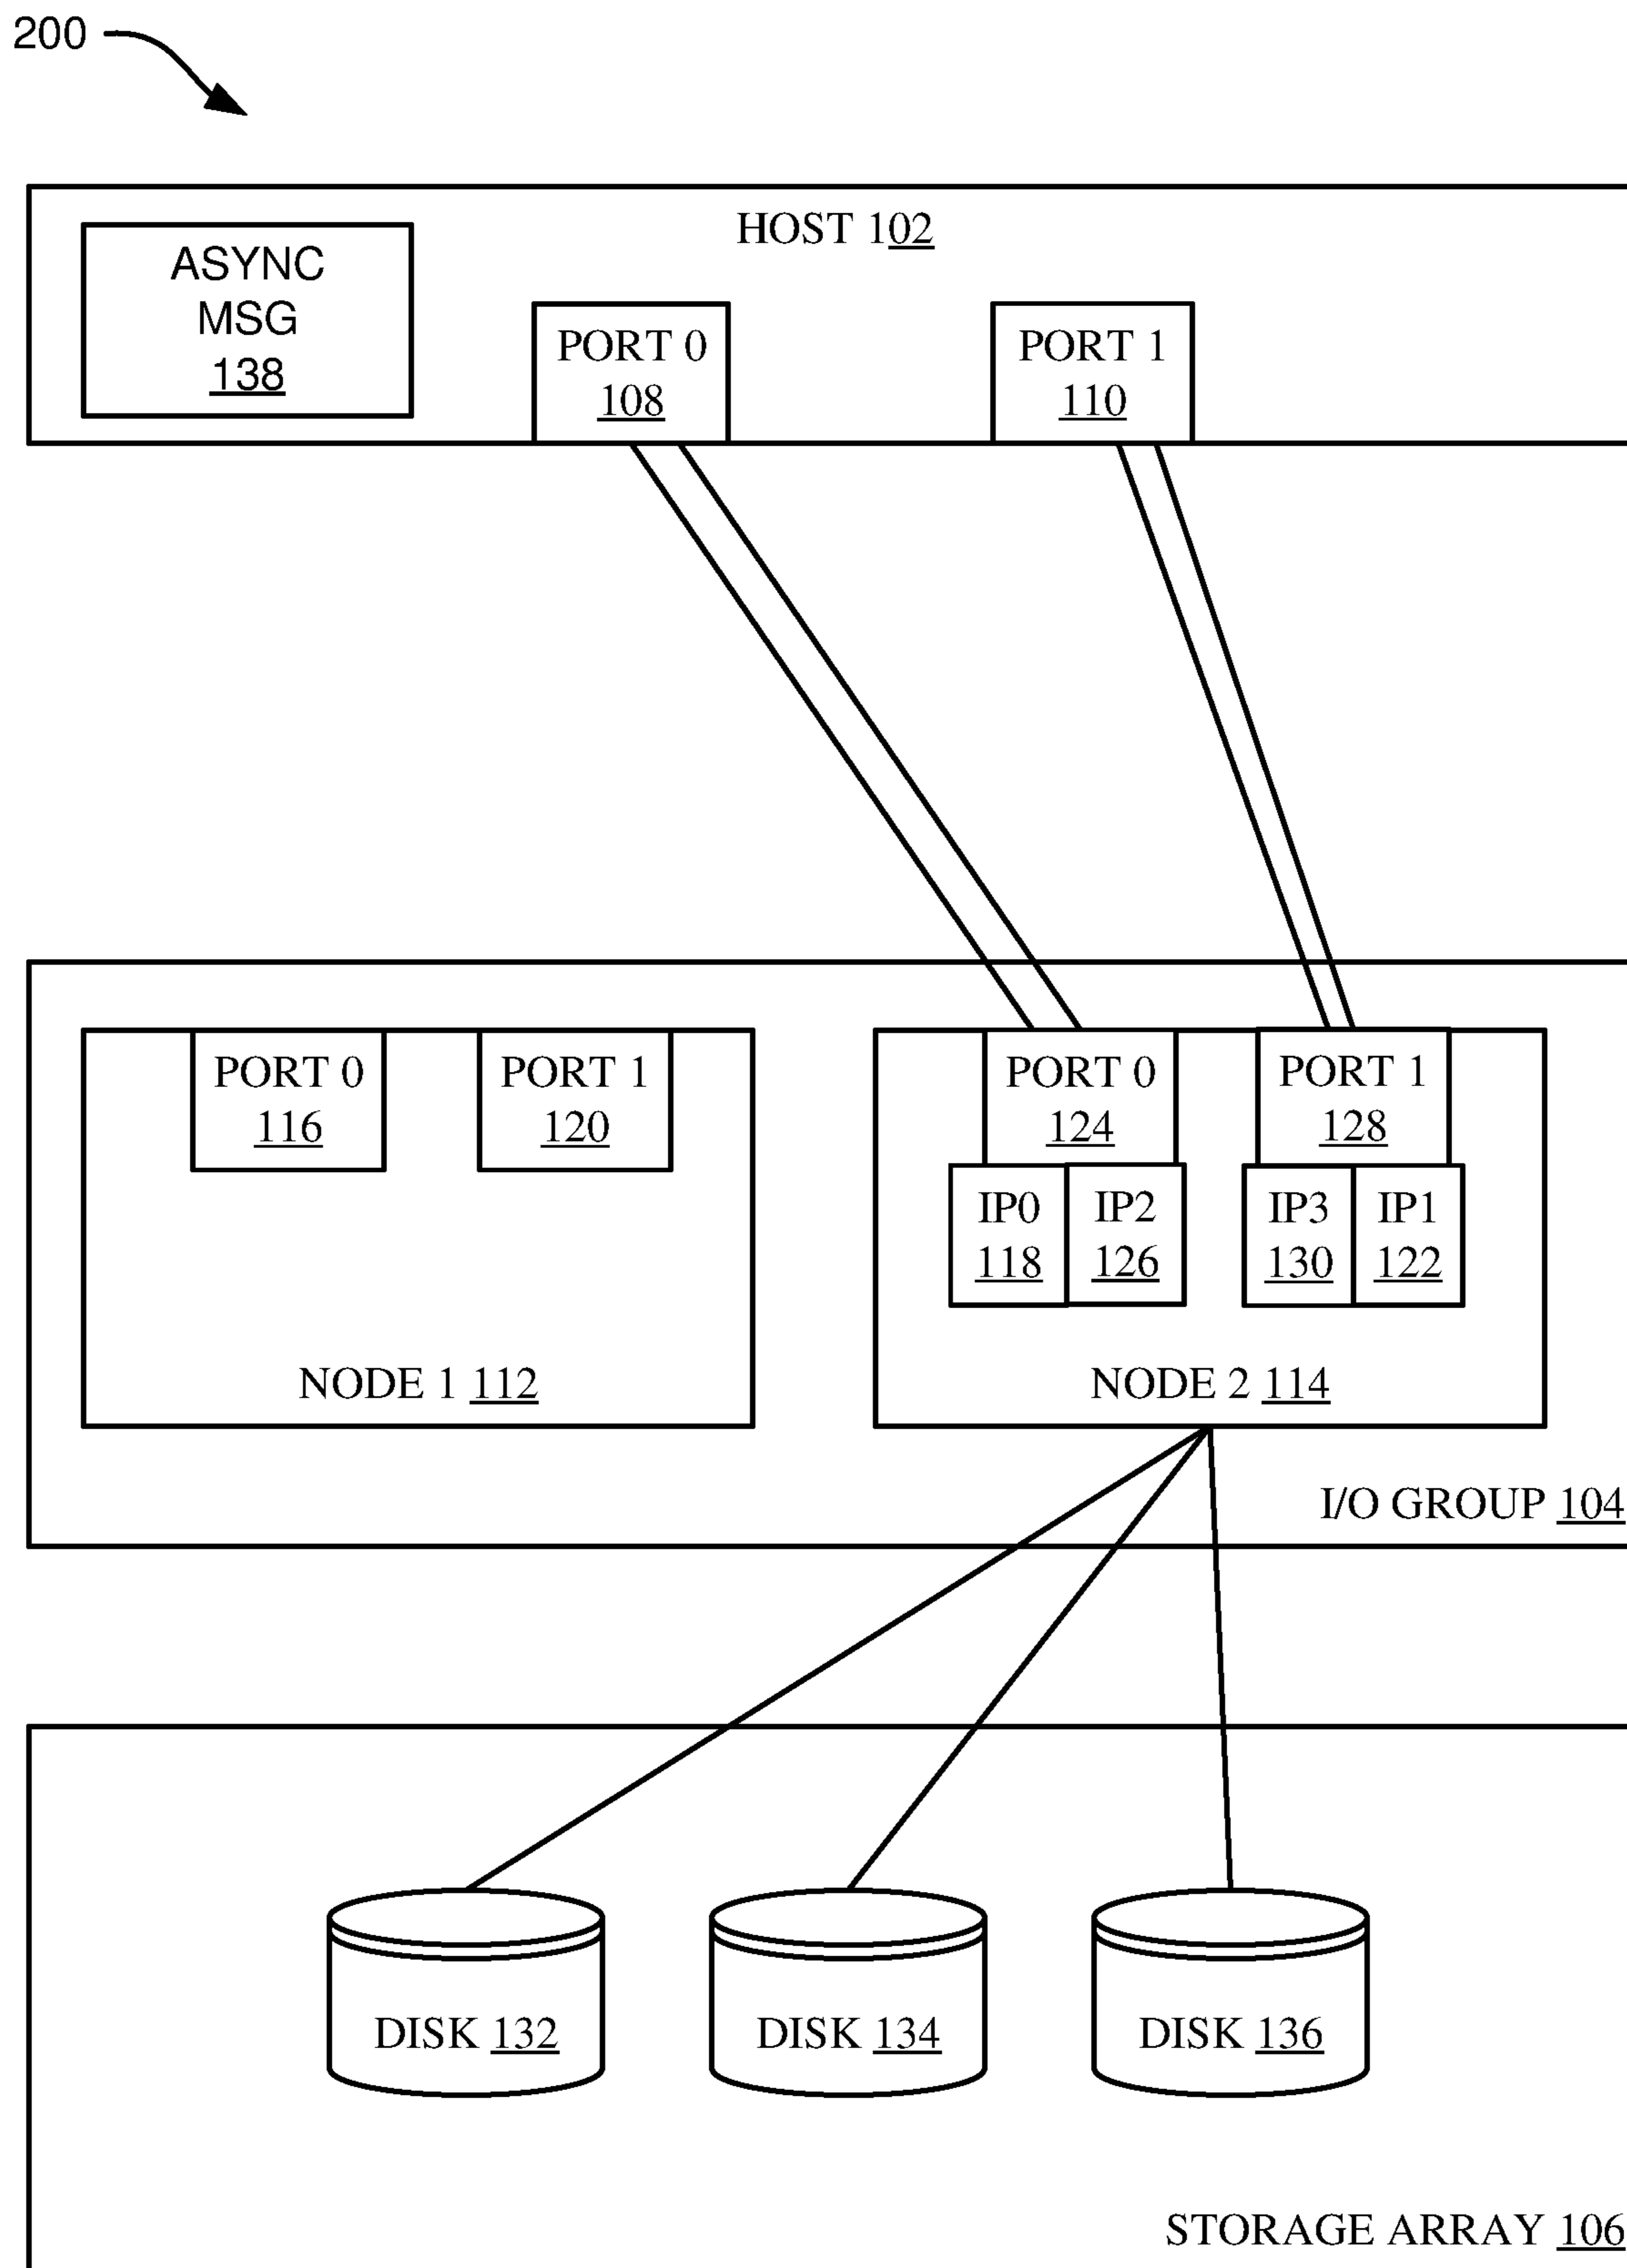 200
HOST 102
ASYNC
MSG
138
PORT 0
108
PORT 1
110
PORT 0
116
PORT 1
120
PORT 0
124
PORT 1
128
IP0
118
IP2
126
IP3
130
IP1
122
NODE 1 112
NODE 2 114
I/O GROUP 104
DISK 132
DISK 134
DISK 136
STORAGE ARRAY 106